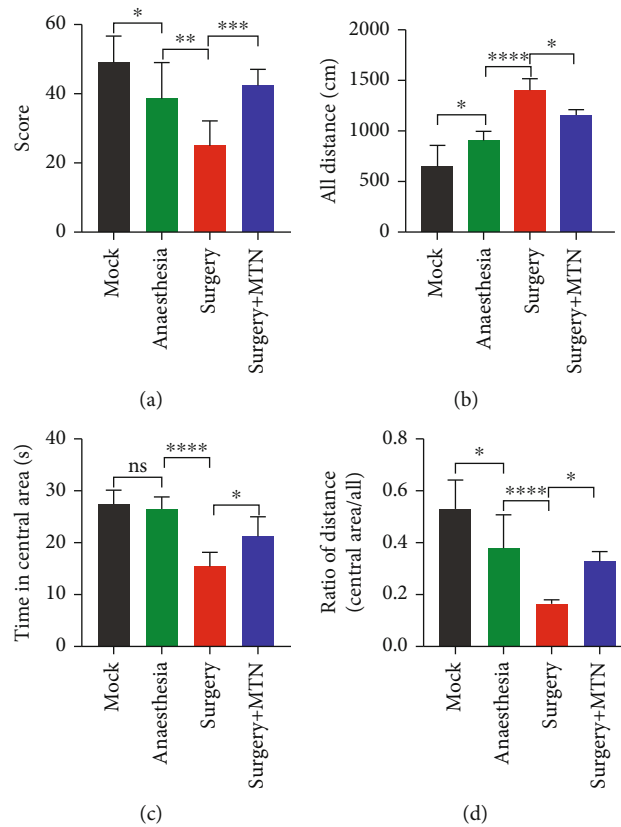 60
40
20
0
Score
*
**
***
Mock
Anaesthesia
Surgery
Surgery+MTN
(a)
2000
1500
1000
500
0
All distance (cm)
*
****
*
Mock
Anaesthesia
Surgery
Surgery+MTN
(b)
40
30
20
10
0
Time in central area (s)
ns
****
*
Mock
Anaesthesia
Surgery
Surgery+MTN
(c)
0.8
0.6
0.4
0.2
0.0
Ratio of distance
(central area/all)
*
****
*
Mock
Anaesthesia
Surgery
Surgery+MTN
(d)